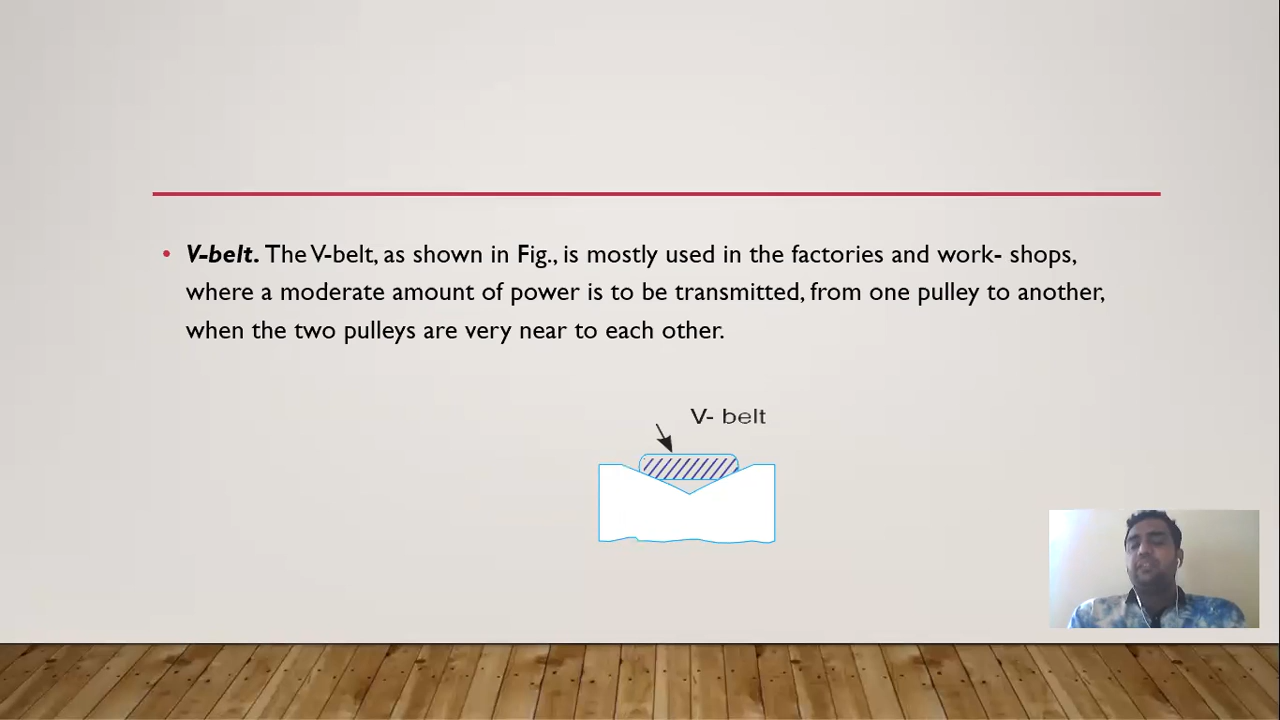 • V-belt. The V-belt, as shown in Fig., is mostly used in the factories and work- shops,
where a moderate amount of power is to be transmitted, from one pulley to another,
when the two pulleys are very near to each other.
V- belt